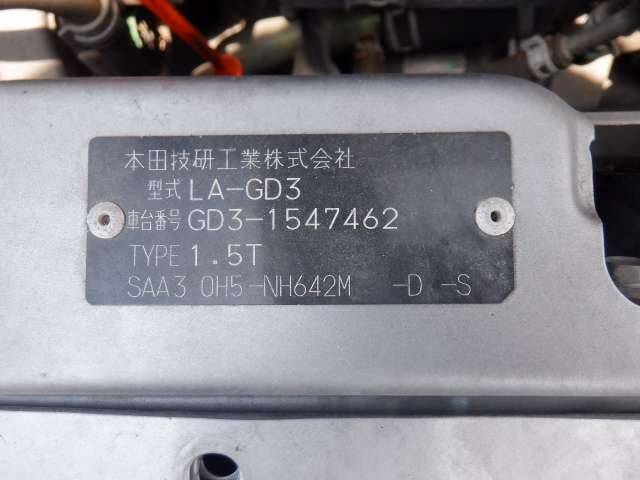 本田技研工業株式会社
型式 LA-GD3
車台番号 GD3-1547462
TYPE 1.5T
SAA3 0H5-NH642M -D -S